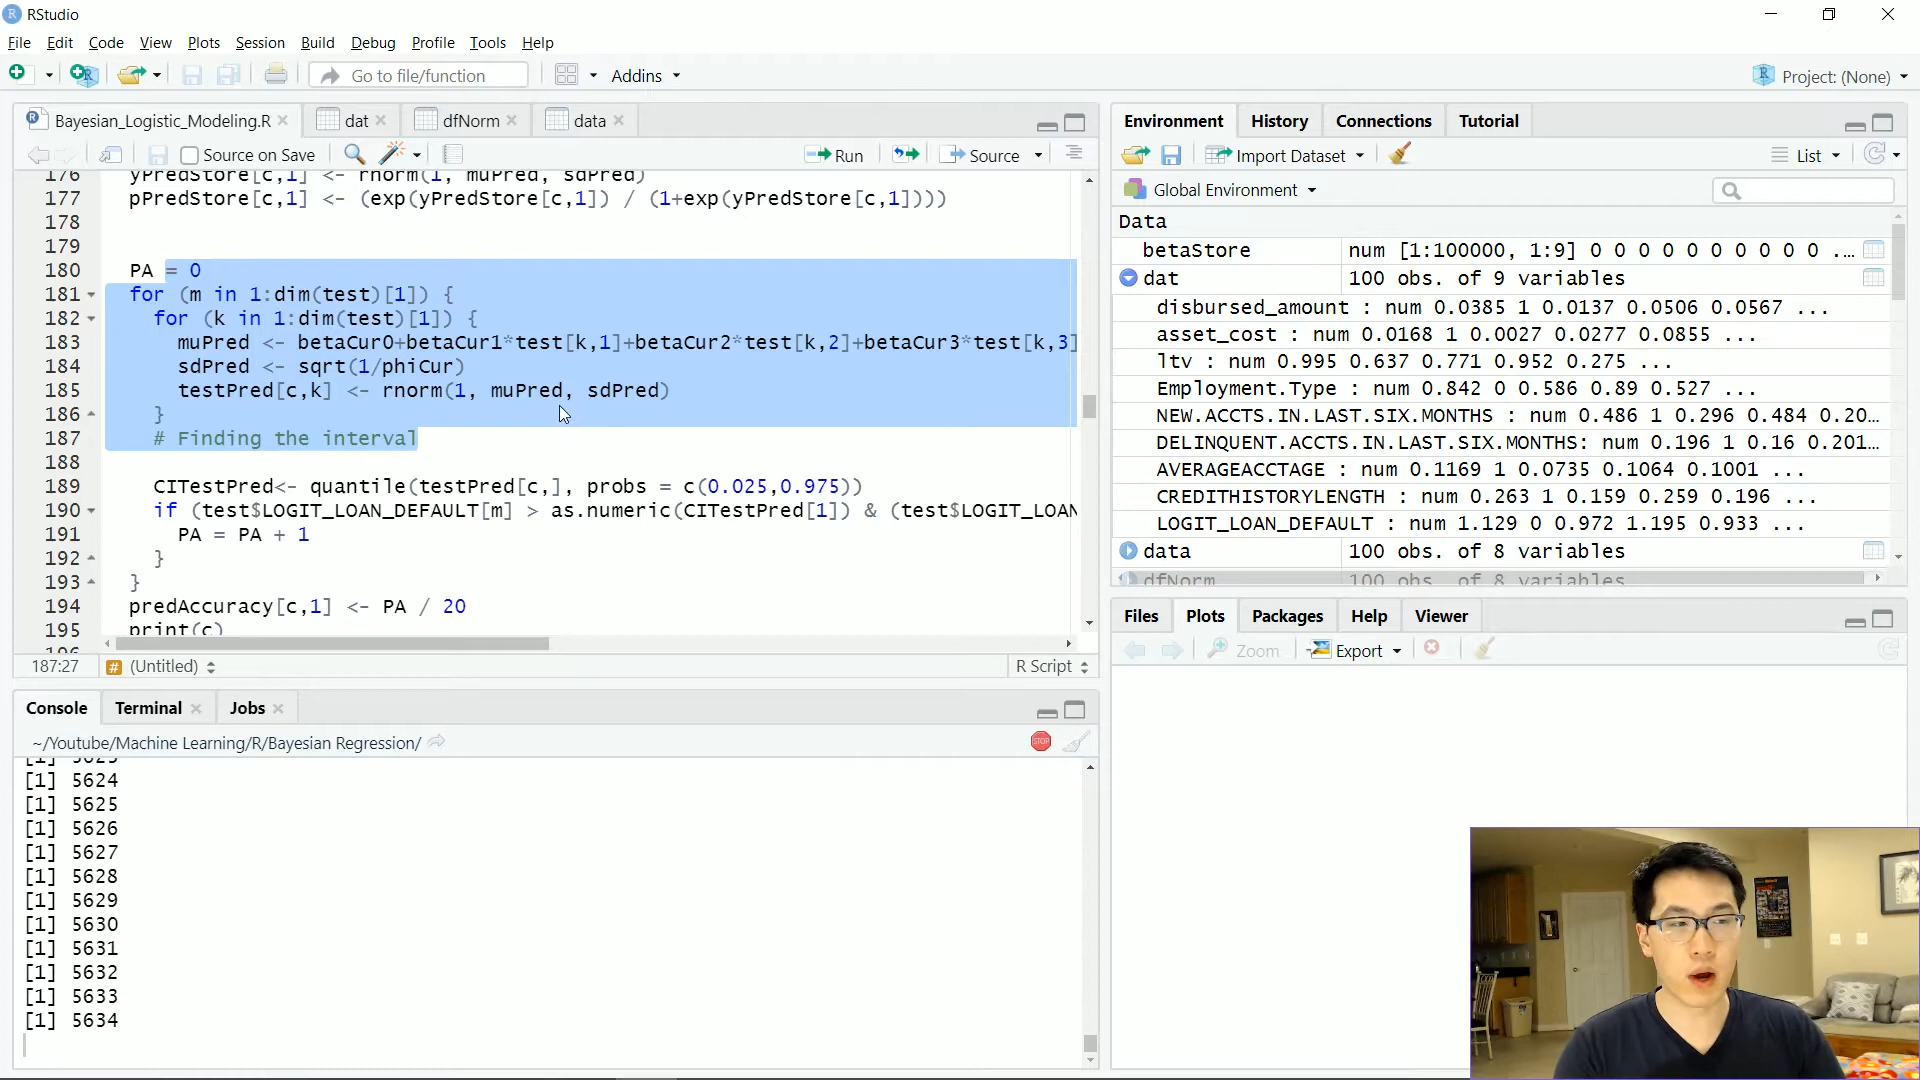 RStudio
File Edit Code View Plots Session Build Debug Profile Tools Help
Go to file/function Addins Project: (None)
Bayesian_Logistic_Modeling.R dat dfNorm data
Source on Save Run Source
176 yPredStore[c,1] <- rnorm(1, muPred, sdPred)
177 pPredStore[c,1] <- (exp(yPredStore[c,1]) / (1+exp(yPredStore[c,1])))
178
179
180 PA = 0
181 for (m in 1:dim(test)[1]) {
182 for (k in 1:dim(test)[1]) {
183 muPred <- betaCur0+betaCur1*test[k,1]+betaCur2*test[k,2]+betaCur3*test[k,3]
184 sdPred <- sqrt(1/phiCur)
185 testPred[c,k] <- rnorm(1, muPred, sdPred)
186 }
187 # Finding the interval
188
189 CITestPred<- quantile(testPred[c,], probs = c(0.025,0.975))
190 if (test$LOGIT_LOAN_DEFAULT[m] > as.numeric(CITestPred[1]) & (test$LOGIT_LOAN
191 PA = PA + 1
192 }
193 }
194 predAccuracy[c,1] <- PA / 20
195 print(c)
187:27 # (Untitled) R Script
Console Terminal Jobs
~/Youtube/Machine Learning/R/Bayesian Regression/ STOP
[1] 5623
[1] 5624
[1] 5625
[1] 5626
[1] 5627
[1] 5628
[1] 5629
[1] 5630
[1] 5631
[1] 5632
[1] 5633
[1] 5634
Environment History Connections Tutorial
Import Dataset List
Global Environment
Data
betaStore num [1:100000, 1:9] 0 0 0 0 0 0 0 0 0 ...
dat 100 obs. of 9 variables
disbursed_amount : num 0.0385 1 0.0137 0.0506 0.0567 ...
asset_cost : num 0.0168 1 0.0027 0.0277 0.0855 ...
ltv : num 0.995 0.637 0.771 0.952 0.275 ...
Employment.Type : num 0.842 0 0.586 0.89 0.527 ...
NEW.ACCTS.IN.LAST.SIX.MONTHS : num 0.486 1 0.296 0.484 0.20...
DELINQUENT.ACCTS.IN.LAST.SIX.MONTHS: num 0.196 1 0.16 0.201...
AVERAGEACCTAGE : num 0.1169 1 0.0735 0.1064 0.1001 ...
CREDITHISTORYLENGTH : num 0.263 1 0.159 0.259 0.196 ...
LOGIT_LOAN_DEFAULT : num 1.129 0 0.972 1.195 0.933 ...
data 100 obs. of 8 variables
dfNorm 100 obs. of 8 variables
Files Plots Packages Help Viewer
Zoom Export